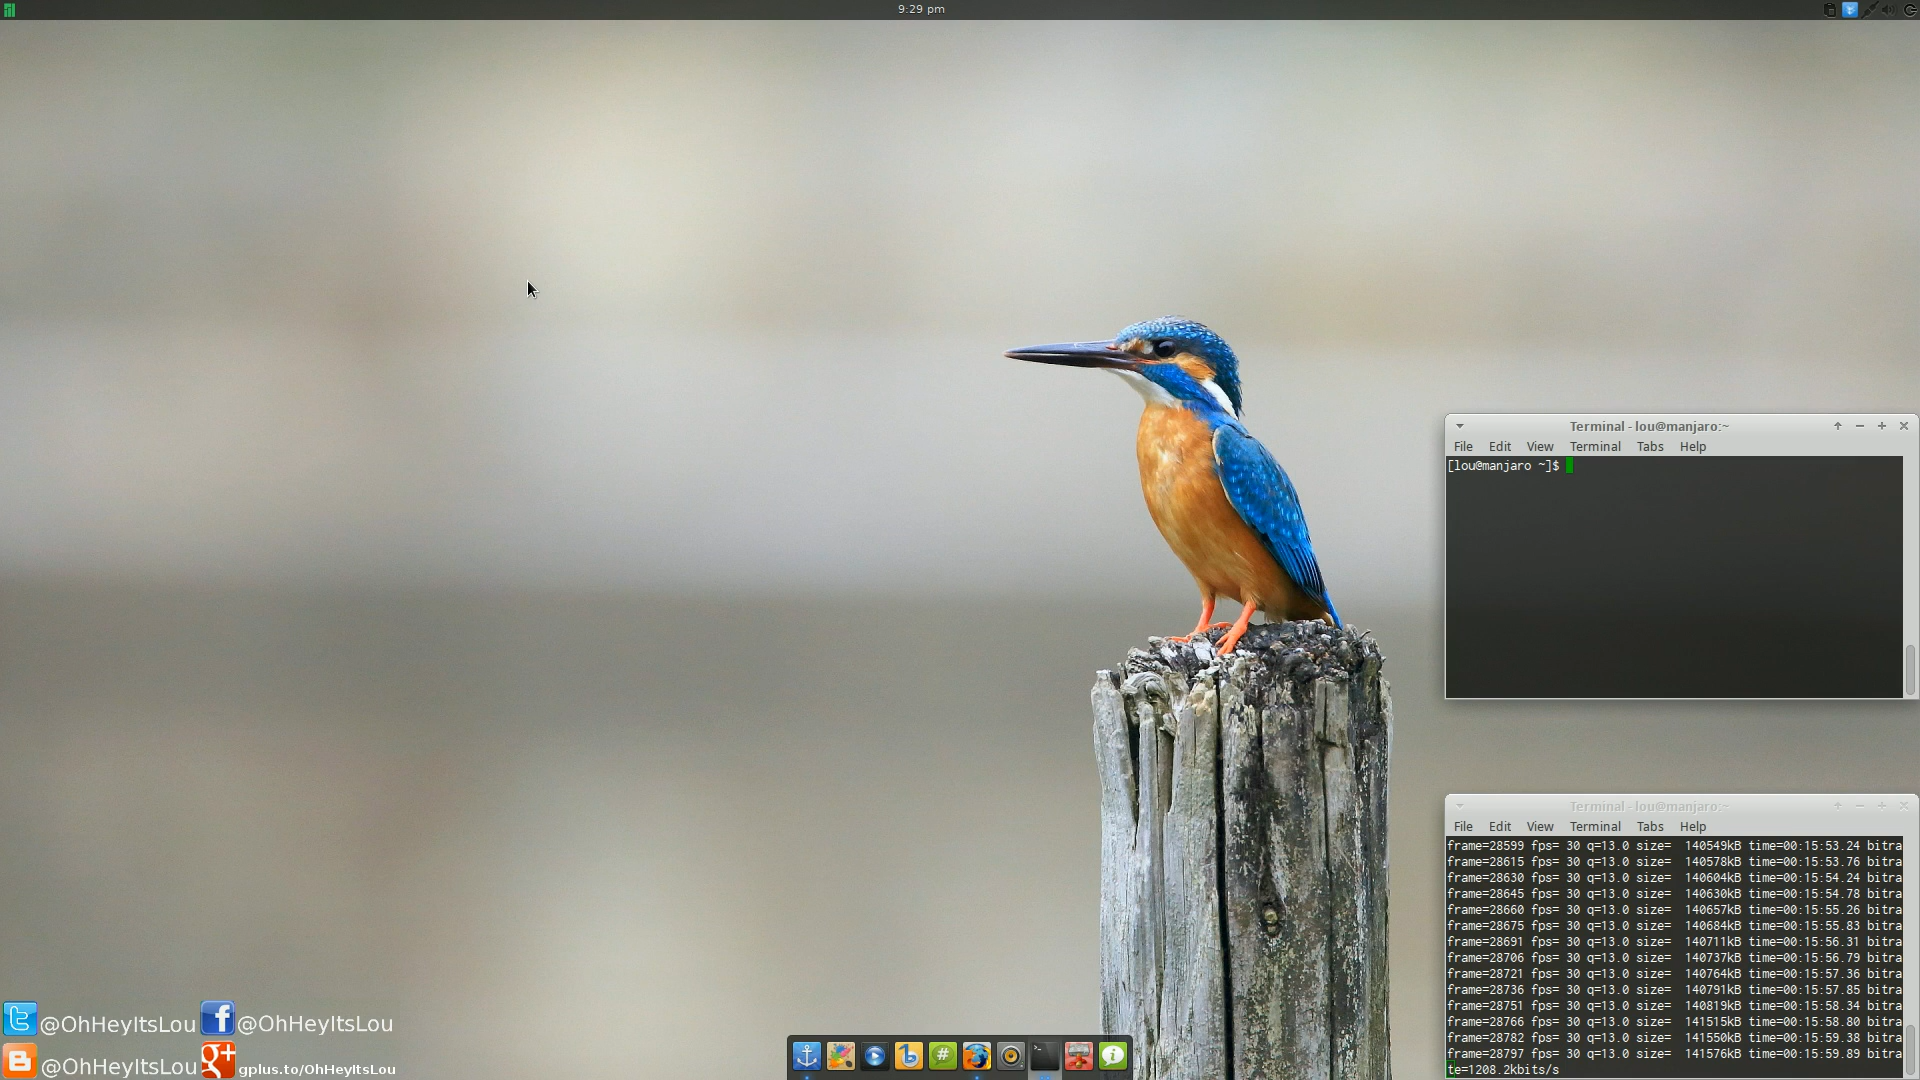 9:29 pm
Terminal - lou@manjaro:~
File Edit View Terminal Tabs Help
[lou@manjaro ~]$
Terminal - lou@manjaro:~
File Edit View Terminal Tabs Help
frame=28599 fps= 30 q=13.0 size=  140549kB time=00:15:53.24 bitra
frame=28615 fps= 30 q=13.0 size=  140578kB time=00:15:53.76 bitra
frame=28630 fps= 30 q=13.0 size=  140604kB time=00:15:54.24 bitra
frame=28645 fps= 30 q=13.0 size=  140630kB time=00:15:54.78 bitra
frame=28660 fps= 30 q=13.0 size=  140657kB time=00:15:55.26 bitra
frame=28675 fps= 30 q=13.0 size=  140684kB time=00:15:55.83 bitra
frame=28691 fps= 30 q=13.0 size=  140711kB time=00:15:56.31 bitra
frame=28706 fps= 30 q=13.0 size=  140737kB time=00:15:56.79 bitra
frame=28721 fps= 30 q=13.0 size=  140764kB time=00:15:57.36 bitra
frame=28736 fps= 30 q=13.0 size=  140791kB time=00:15:57.85 bitra
frame=28751 fps= 30 q=13.0 size=  140819kB time=00:15:58.34 bitra
frame=28766 fps= 30 q=13.0 size=  141515kB time=00:15:58.80 bitra
frame=28782 fps= 30 q=13.0 size=  141550kB time=00:15:59.38 bitra
frame=28797 fps= 30 q=13.0 size=  141576kB time=00:15:59.89 bitra
te=1208.2kbits/s
@OhHeyItsLou @OhHeyItsLou
@OhHeyItsLou gplus.to/OhHeyItsLou